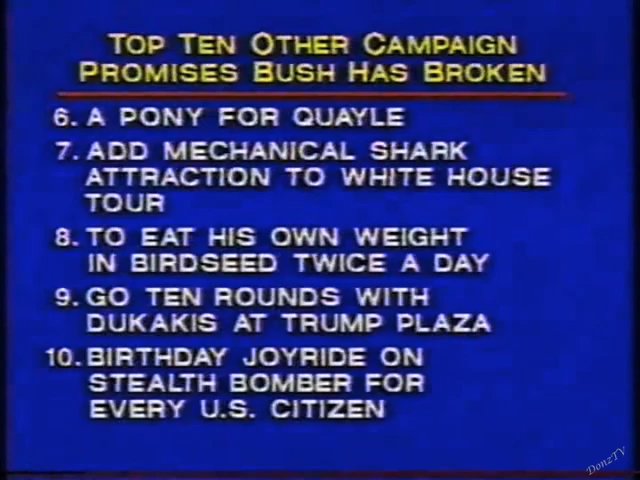 TOP TEN OTHER CAMPAIGN
PROMISES BUSH HAS BROKEN
6. A PONY FOR QUAYLE
7. ADD MECHANICAL SHARK
ATTRACTION TO WHITE HOUSE
TOUR
8. TO EAT HIS OWN WEIGHT
IN BIRDSEED TWICE A DAY
9. GO TEN ROUNDS WITH
DUKAKIS AT TRUMP PLAZA
10. BIRTHDAY JOYRIDE ON
STEALTH BOMBER FOR
EVERY U.S. CITIZEN
DonzTV